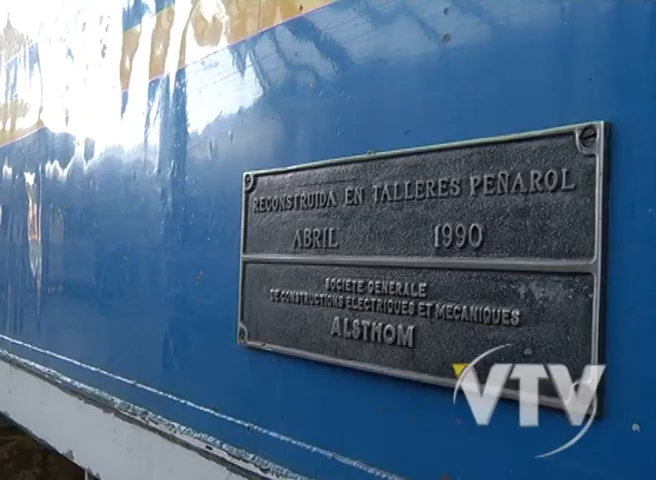 RECONSTRUIDA EN TALLERES PEÑAROL
ABRIL 1990
SOCIETE GENERALE
DE CONSTRUCTIONS ELECTRIQUES ET MECANIQUES
ALSTHOM
VTV